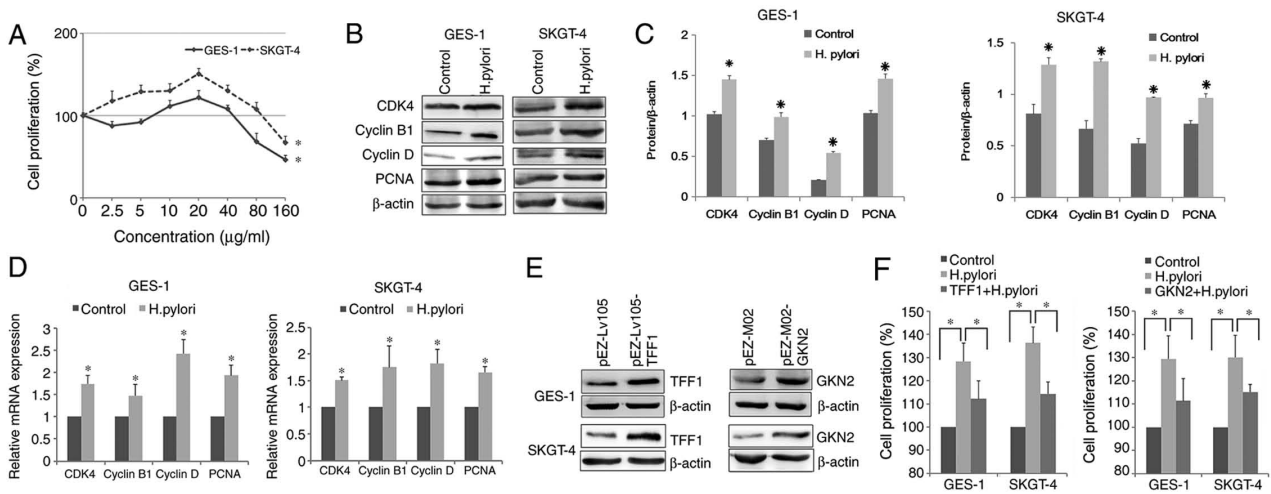 A
Cell proliferation (%)
200
100
0
GES-1
SKGT-4
0 2.5 5 10 20 40 80 160
*
*
Concentration (μg/ml)
B
GES-1 SKGT-4
Control H.pylori Control H.pylori
CDK4
Cyclin B1
Cyclin D
PCNA
β-actin
C
GES-1
Control
H. pylori
Protein/β-actin
2
1.5
1
0.5
0
* * * *
CDK4 Cyclin B1 Cyclin D PCNA
SKGT-4
Control
H. pylori
Protein/β-actin
1.5
1
0.5
0
* * * *
CDK4 Cyclin B1 Cyclin D PCNA
D
GES-1
Control H.pylori
Relative mRNA expression
3
2.5
2
1.5
1
0.5
0
* * * *
CDK4 Cyclin B1 Cyclin D PCNA
SKGT-4
Control H.pylori
Relative mRNA expression
2.5
2
1.5
1
0.5
0
* * * *
CDK4 Cyclin B1 Cyclin D PCNA
E
pEZ-Lv105
pEZ-Lv105-
TFF1
pEZ-M02
pEZ-M02-
GKN2
GES-1
TFF1
β-actin
GKN2
β-actin
SKGT-4
TFF1
β-actin
GKN2
β-actin
F
Control
H.pylori
TFF1+H.pylori
Cell proliferation (%)
150
140
130
120
110
100
90
80
* * * *
GES-1 SKGT-4
Control
H.pylori
GKN2+H.pylori
Cell proliferation (%)
150
140
130
120
110
100
90
80
* * * *
GES-1 SKGT-4